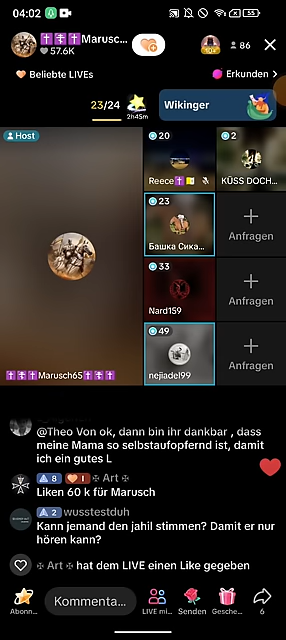 04:02
55
✝️☦️✝️Marusc...
57.6K
86
Beliebte LIVEs
Erkunden >
23/24
2h45m
Wikinger
Host
✝️☦️✝️Marusch65✝️✝️✝️
20
Reece✝️
2
KÜSS DOCH...
23
Башка Сика...
Anfragen
33
Nard159
Anfragen
49
nejiadel99
Anfragen
@Theo Von ok, dann bin ihr dankbar , dass
meine Mama so selbstaufopfernd ist, damit
ich ein gutes L
8 I ✠ Art ✠
Liken 60 k für Marusch
2 wusstestduh
Kann jemand den jahil stimmen? Damit er nur
hören kann?
✠ Art ✠ hat dem LIVE einen Like gegeben
Abonn...
Kommenta...
LIVE mi...
Senden
Gesche...
6